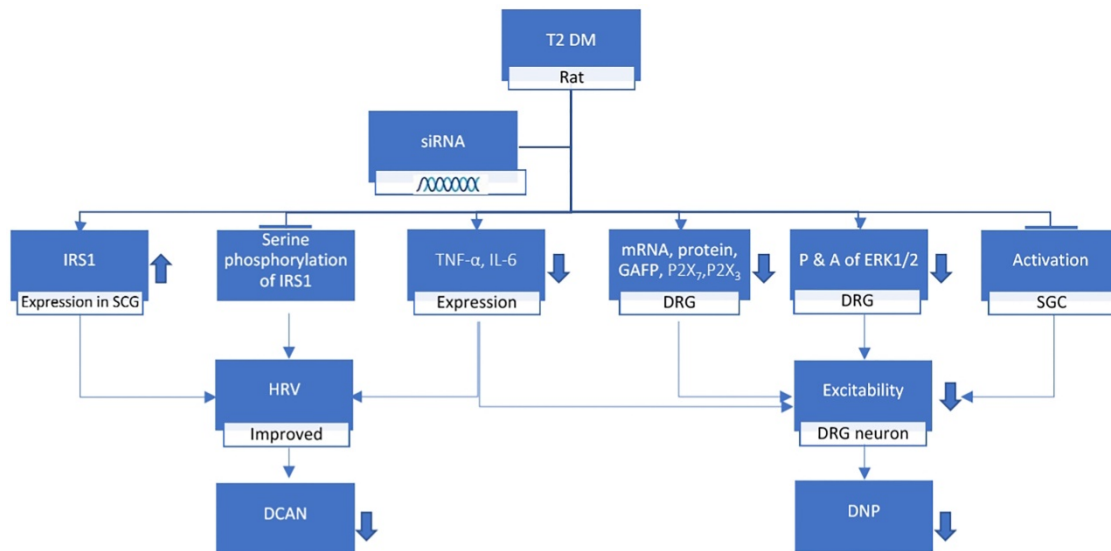 T2 DM
Rat
siRNA
IRS1
Expression in SCG
Serine
phosphorylation
of IRS1
TNF-α, IL-6
Expression
mRNA, protein,
GAFP, P2X₇,P2X₃
DRG
P & A of ERK1/2
DRG
Activation
SGC
HRV
Improved
Excitability
DRG neuron
DCAN
DNP